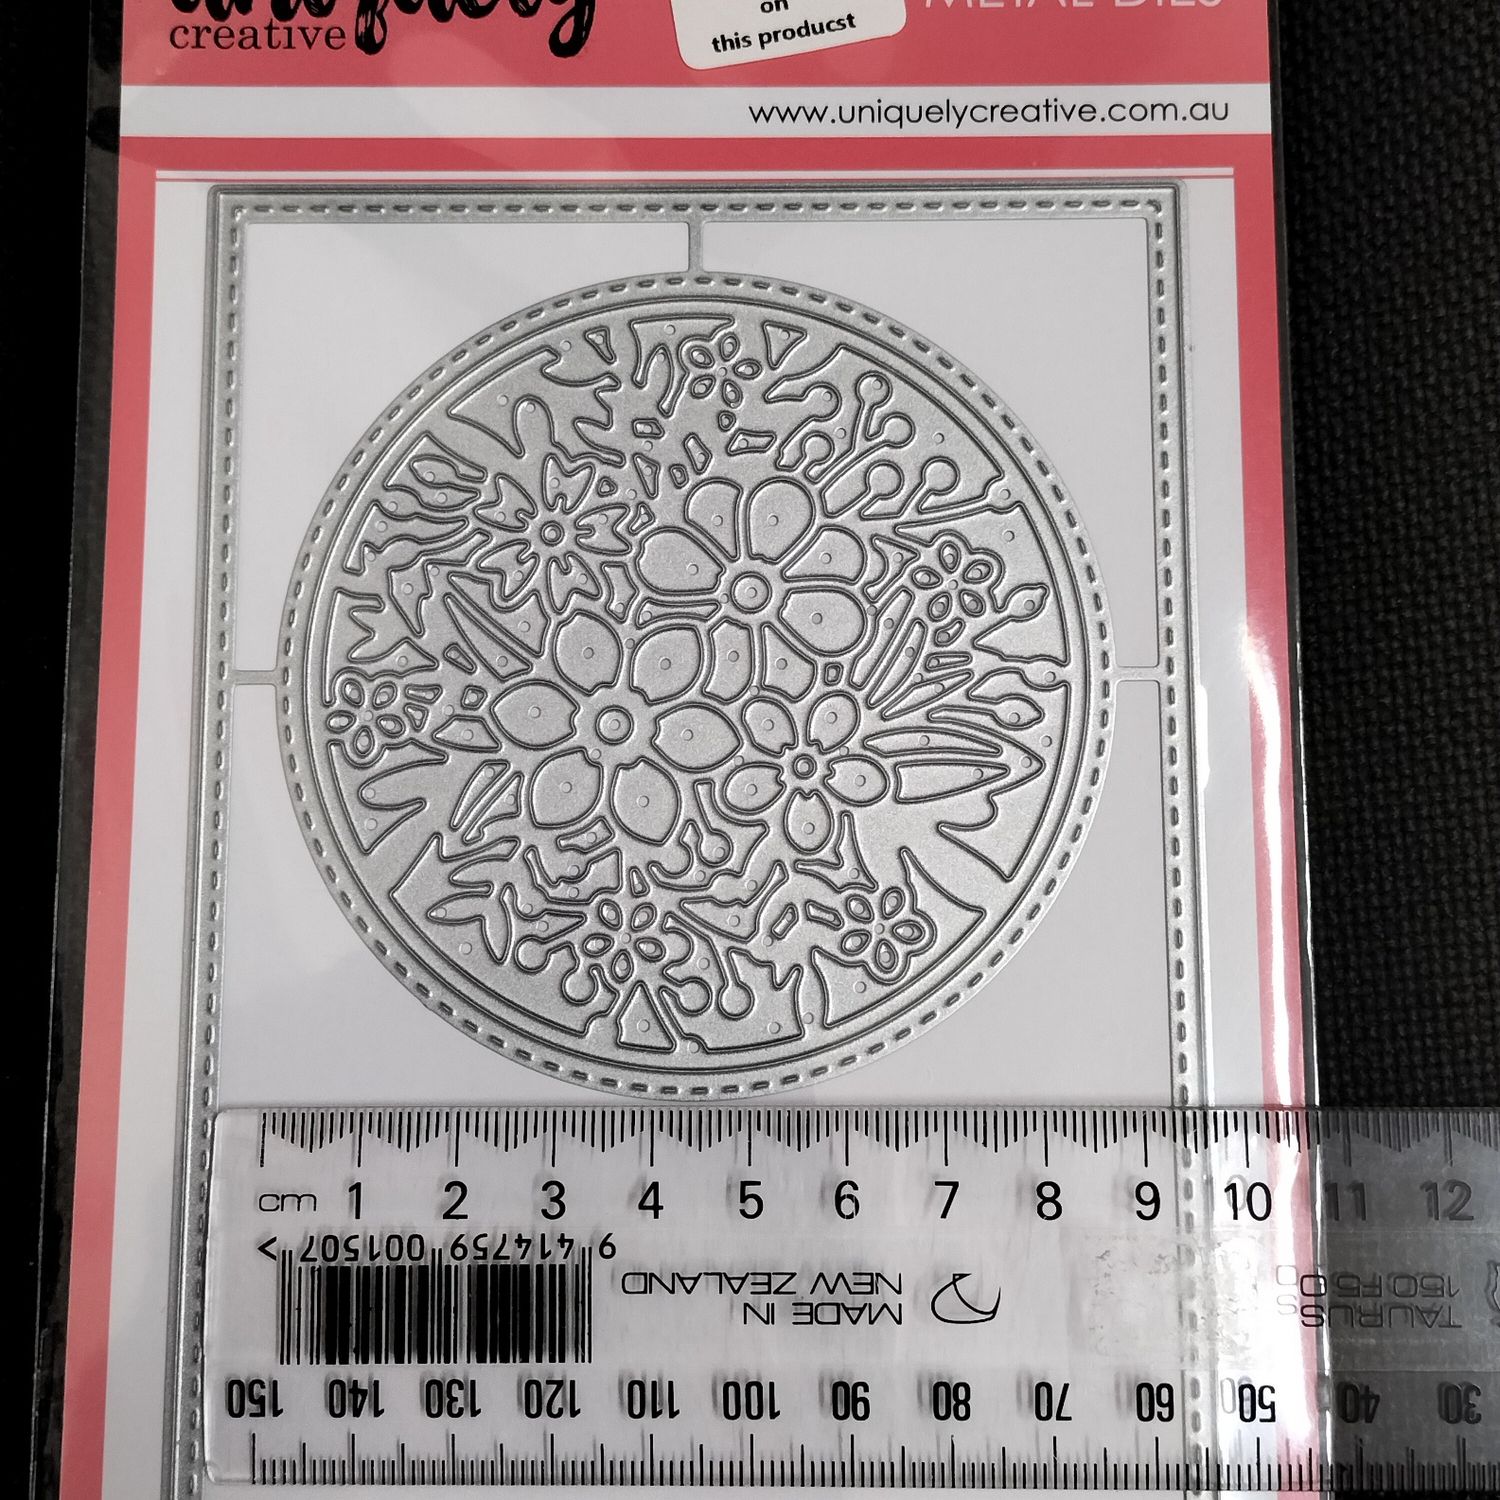 creative
on
this producst
METAL DIES
www.uniquelycreative.com.au
cm 1 2 3 4 5 6 7 8 9 10 11 12
9 414759 001507 >
MADE IN
NEW ZEALAND
TAURUS
150 30 40 50 60 70 80 90 100 110 120 130 140 150